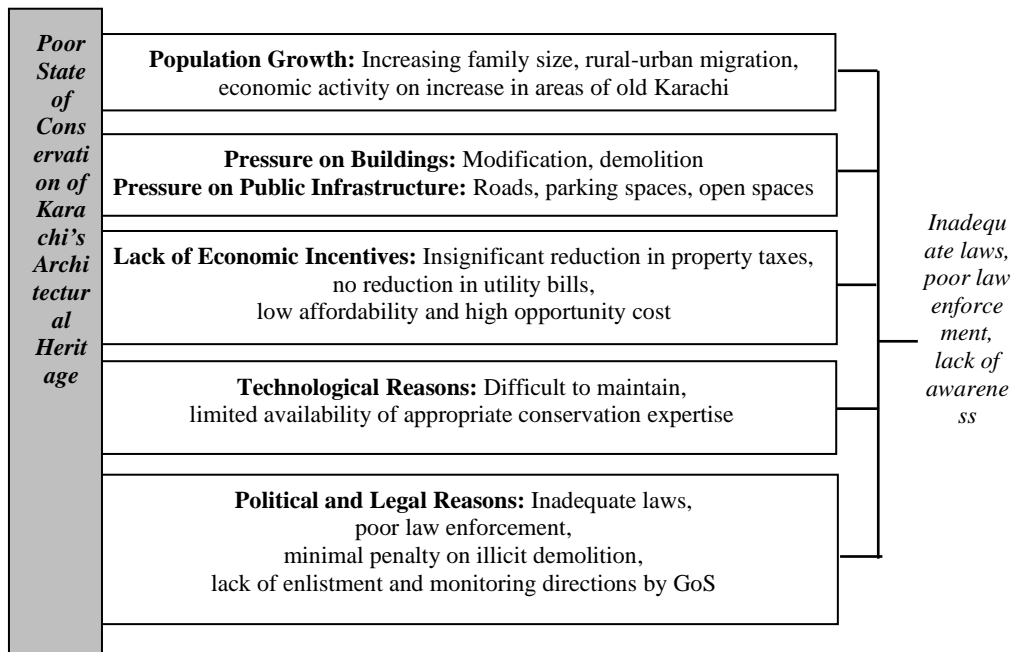 Poor
State
of
Cons
ervati
on of
Kara
chi's
Archi
tectur
al
Herit
age
Population Growth: Increasing family size, rural-urban migration,
economic activity on increase in areas of old Karachi
Pressure on Buildings: Modification, demolition
Pressure on Public Infrastructure: Roads, parking spaces, open spaces
Lack of Economic Incentives: Insignificant reduction in property taxes,
no reduction in utility bills,
low affordability and high opportunity cost
Technological Reasons: Difficult to maintain,
limited availability of appropriate conservation expertise
Political and Legal Reasons: Inadequate laws,
poor law enforcement,
minimal penalty on illicit demolition,
lack of enlistment and monitoring directions by GoS
Inadequ
ate laws,
poor law
enforce
ment,
lack of
awarene
ss